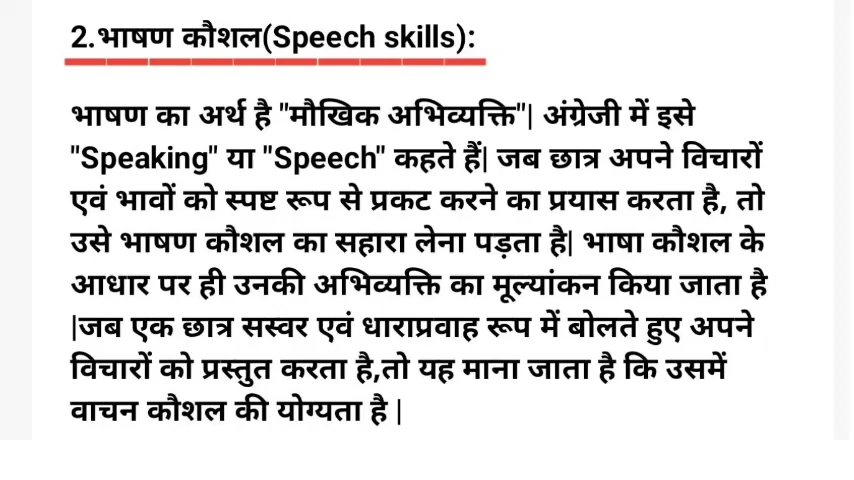 2.भाषण कौशल(Speech skills):
भाषण का अर्थ है "मौखिक अभिव्यक्ति"| अंग्रेजी में इसे
"Speaking" या "Speech" कहते हैं| जब छात्र अपने विचारों
एवं भावों को स्पष्ट रूप से प्रकट करने का प्रयास करता है, तो
उसे भाषण कौशल का सहारा लेना पड़ता है| भाषा कौशल के
आधार पर ही उनकी अभिव्यक्ति का मूल्यांकन किया जाता है
|जब एक छात्र सस्वर एवं धाराप्रवाह रूप में बोलते हुए अपने
विचारों को प्रस्तुत करता है,तो यह माना जाता है कि उसमें
वाचन कौशल की योग्यता है |